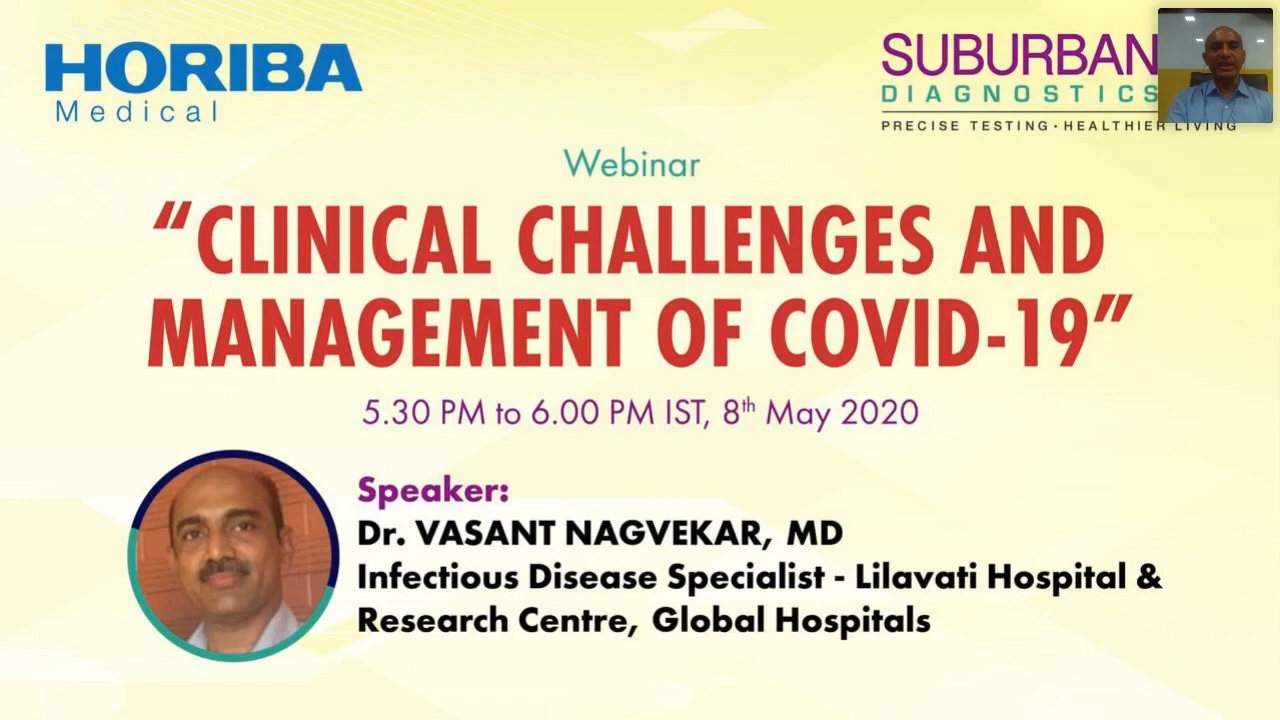 HORIBA
Medical
SUBURBAN
DIAGNOSTICS
PRECISE TESTING · HEALTHIER LIVING
Webinar
“CLINICAL CHALLENGES AND
MANAGEMENT OF COVID-19”
5.30 PM to 6.00 PM IST, 8th May 2020
Speaker:
Dr. VASANT NAGVEKAR, MD
Infectious Disease Specialist - Lilavati Hospital &
Research Centre, Global Hospitals